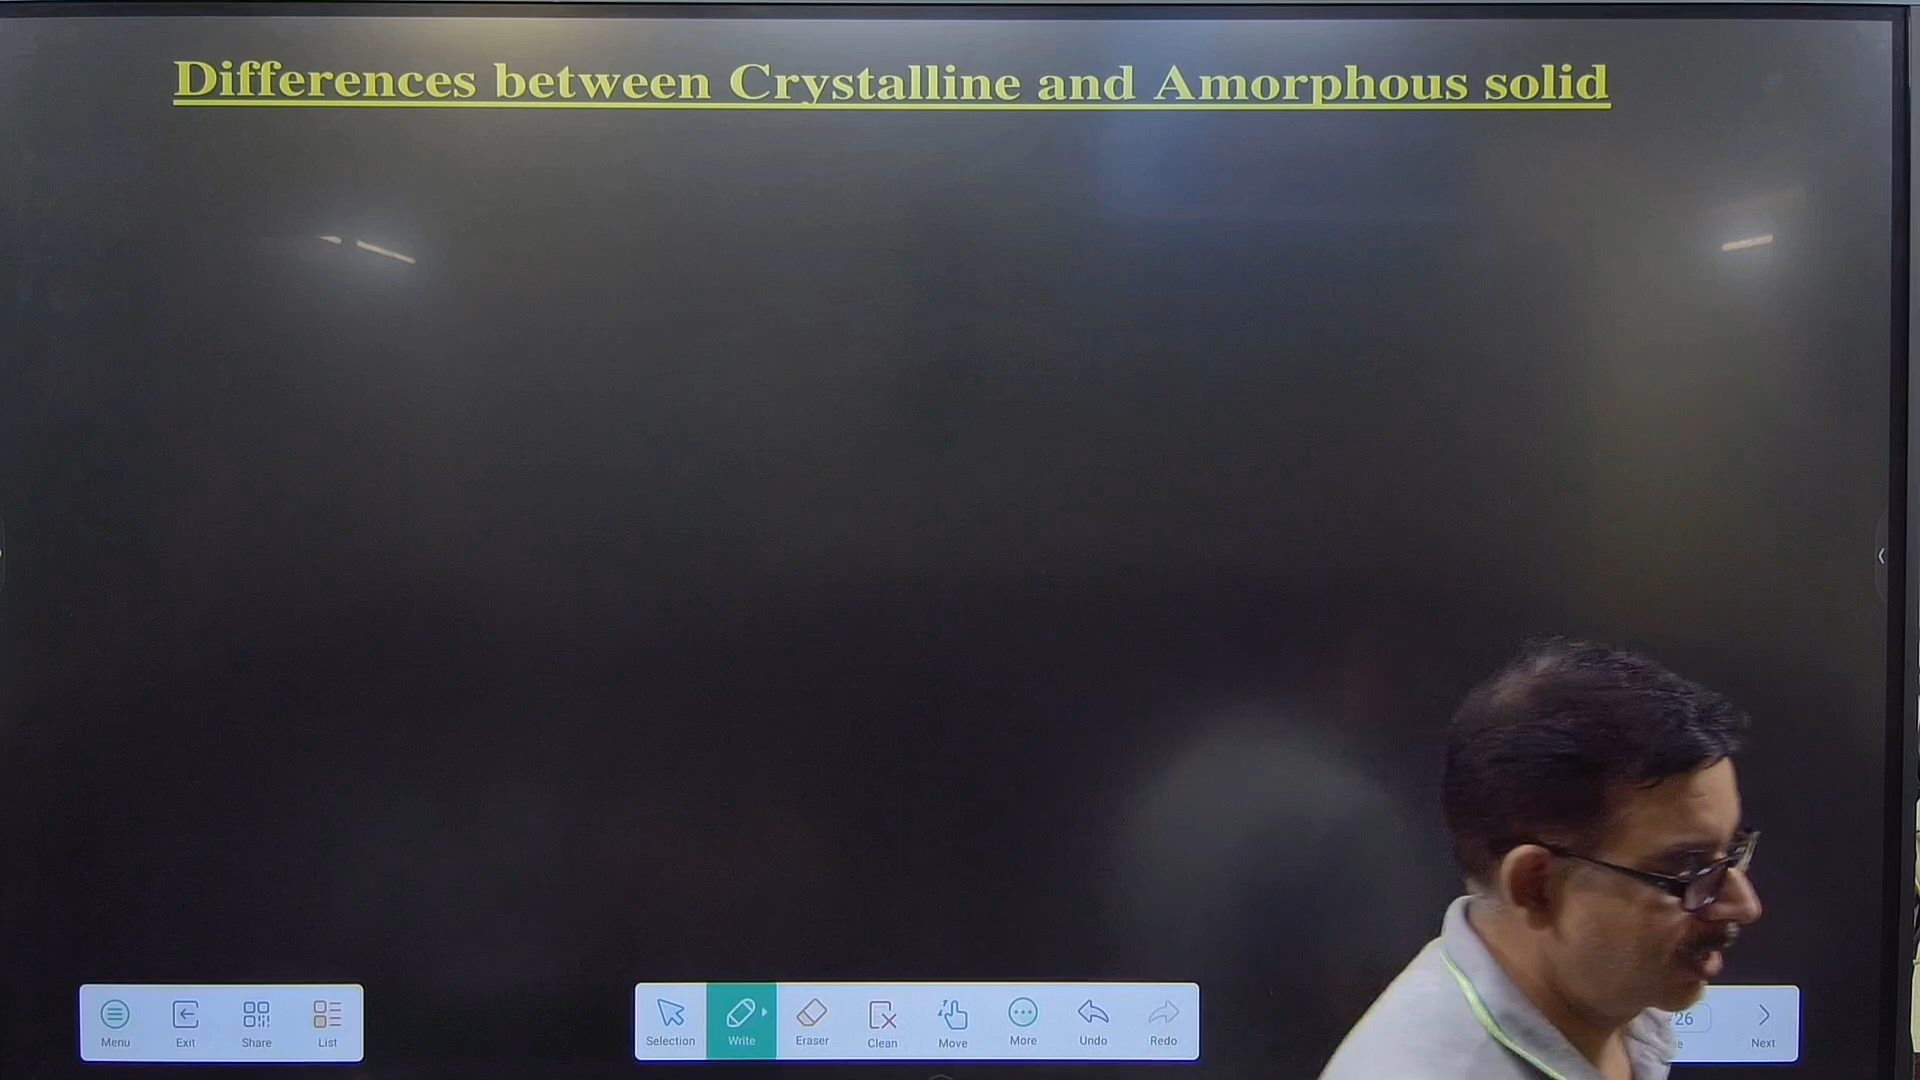 Differences between Crystalline and Amorphous solid
Menu Exit Share List
Selection Write Eraser Clean Move More Undo Redo
26
Next